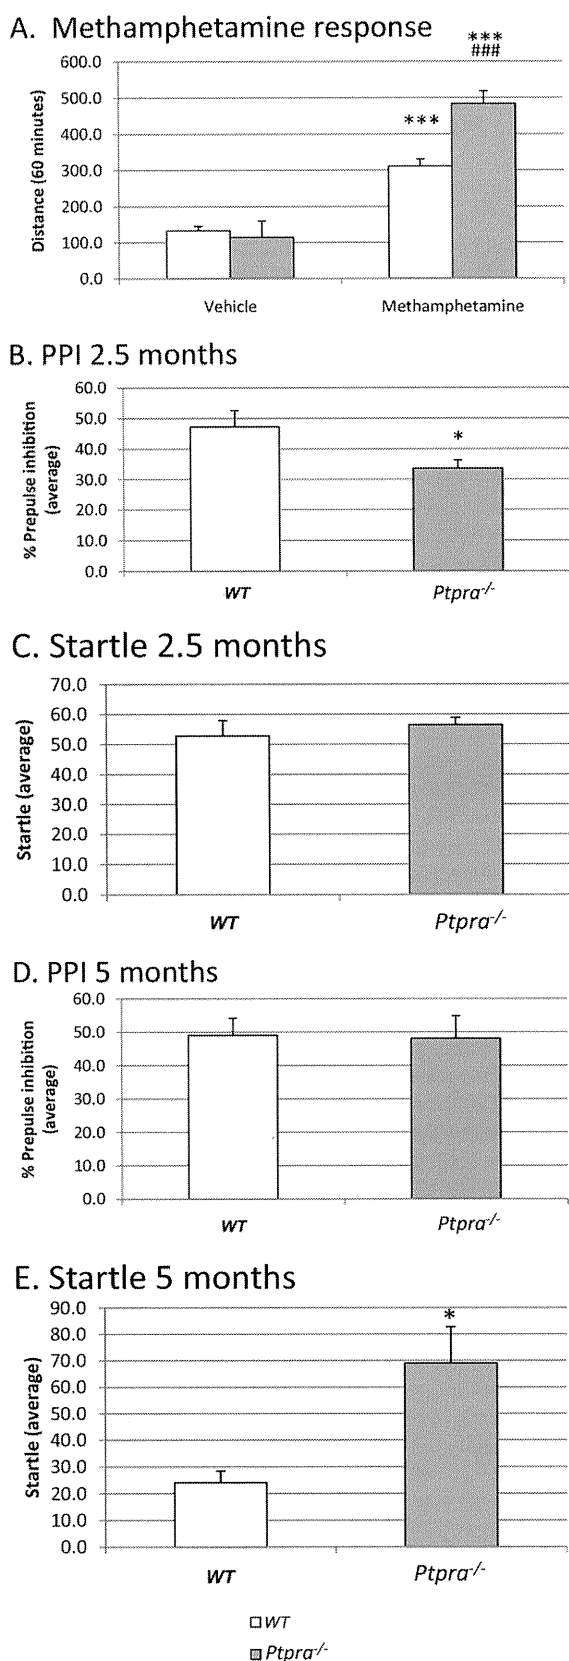 A. Methamphetamine response
***
###
600.0
500.0
***
400.0
300.0
200.0
100.0
0.0
Distance (60 minutes)
Vehicle Methamphetamine
B. PPI 2.5 months
60.0
50.0
*
40.0
30.0
20.0
10.0
0.0
% Prepulse inhibition
(average)
WT Ptpra-/-
C. Startle 2.5 months
70.0
60.0
50.0
40.0
30.0
20.0
10.0
0.0
Startle (average)
WT Ptpra-/-
D. PPI 5 months
60.0
50.0
40.0
30.0
20.0
10.0
0.0
% Prepulse inhibition
(average)
WT Ptpra-/-
E. Startle 5 months
90.0
*
80.0
70.0
60.0
50.0
40.0
30.0
20.0
10.0
0.0
Startle (average)
WT Ptpra-/-
WT
Ptpra-/-